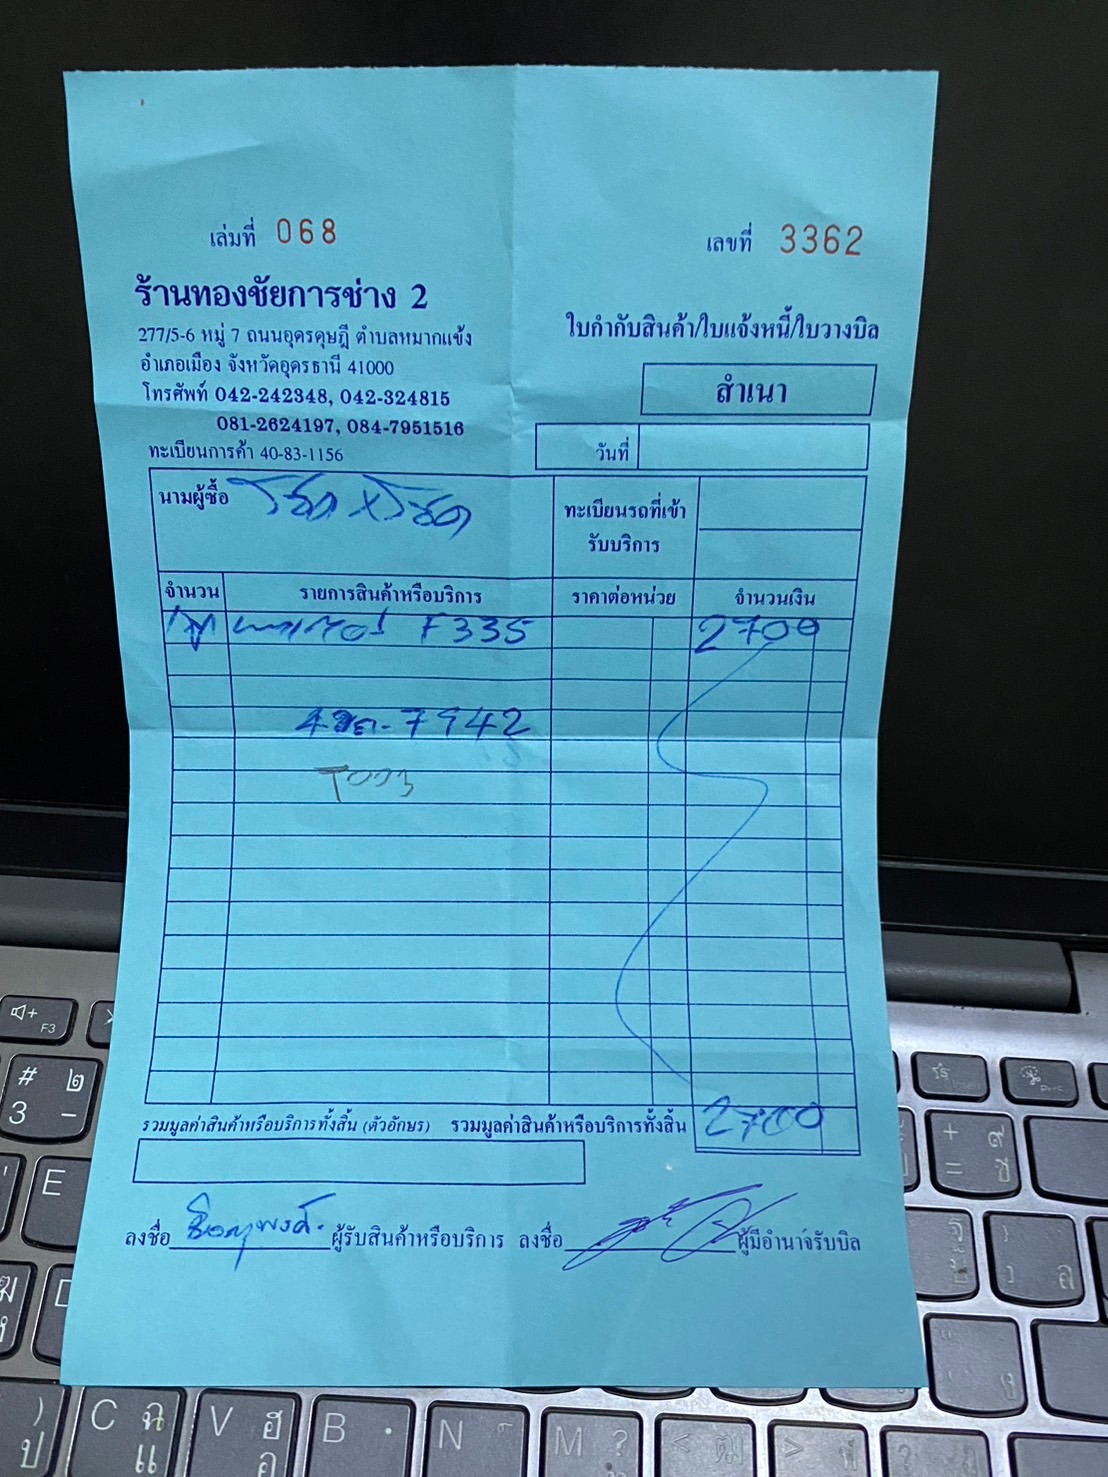 เล่มที่ 068
เลขที่ 3362
ร้านทองชัยการช่าง 2
277/5-6 หมู่ 7 ถนนอุดรดุษฎี ตำบลหมากแข้ง
อำเภอเมือง จังหวัดอุดรธานี 41000
โทรศัพท์ 042-242348, 042-324815
081-2624197, 084-7951516
ทะเบียนการค้า 40-83-1156
ใบกำกับสินค้า/ใบแจ้งหนี้/ใบวางบิล
สำเนา
วันที่
นามผู้ซื้อ โชค x โชค
ทะเบียนรถที่เข้า
รับบริการ
จำนวน รายการสินค้าหรือบริการ ราคาต่อหน่วย จำนวนเงิน
F335 2700
7942
รวมมูลค่าสินค้าหรือบริการทั้งสิ้น (ตัวอักษร) รวมมูลค่าสินค้าหรือบริการทั้งสิ้น 2700
ลงชื่อ ผู้รับสินค้าหรือบริการ ลงชื่อ ผู้มีอำนาจรับบิล
F3
# ๒
3 -
+ ๙
= ซ
E
C ฉ
แ
V ฮ
อ
B
N
M ?